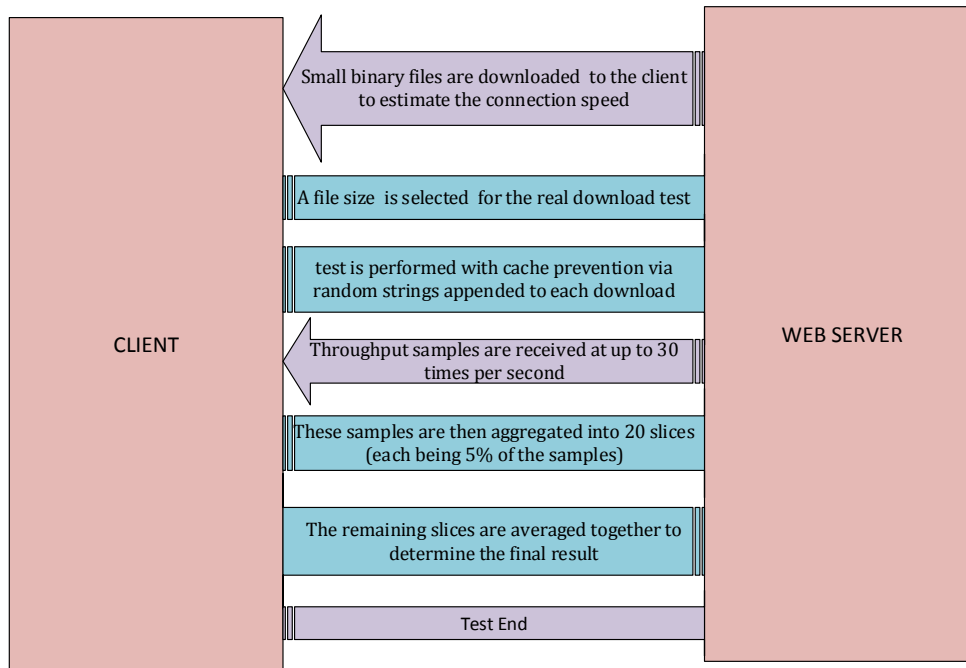 Small binary files are downloaded to the client
to estimate the connection speed
A file size is selected for the real download test
test is performed with cache prevention via
random strings appended to each download
CLIENT
WEB SERVER
Throughput samples are received at up to 30
times per second
These samples are then aggregated into 20 slices
(each being 5% of the samples)
The remaining slices are averaged together to
determine the final result
Test End